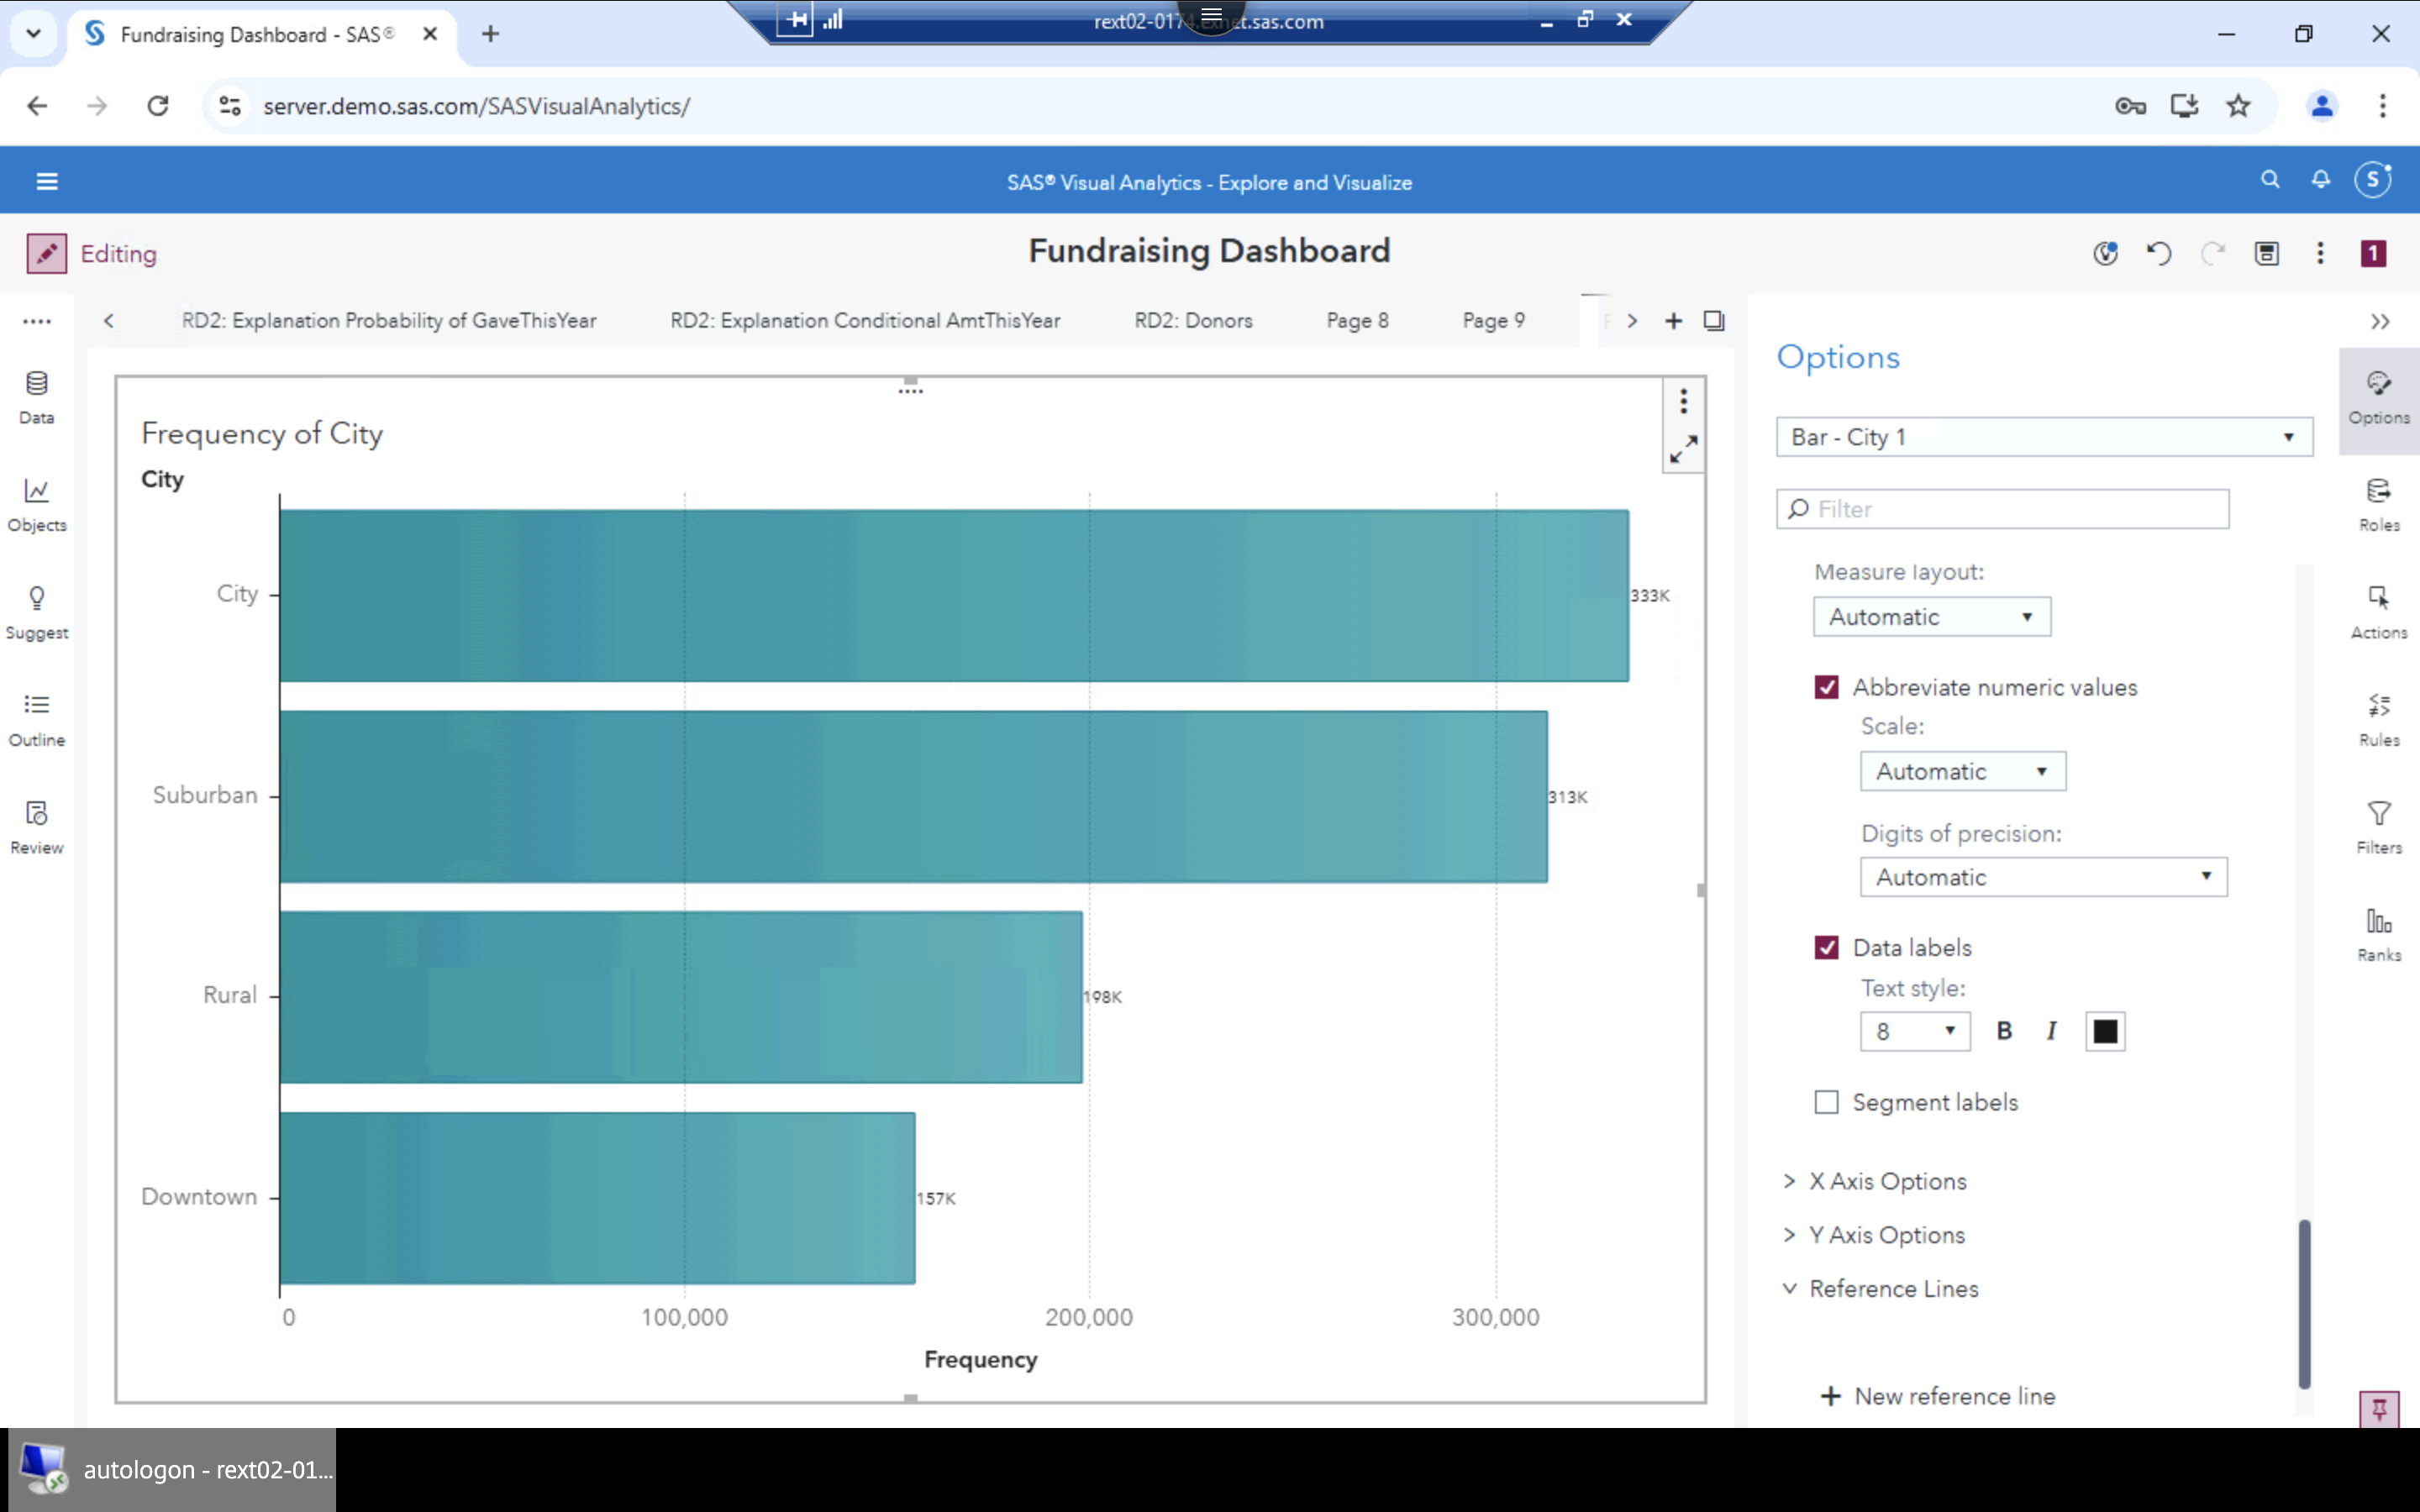 Fundraising Dashboard - SAS®
rext02-0174.exnet.sas.com
server.demo.sas.com/SASVisualAnalytics/
SAS® Visual Analytics - Explore and Visualize
S
Editing
Fundraising Dashboard
1
RD2: Explanation Probability of GaveThisYear
RD2: Explanation Conditional AmtThisYear
RD2: Donors
Page 8
Page 9
Data
Objects
Suggest
Outline
Review
Frequency of City
City
City
333K
Suburban
313K
Rural
198K
Downtown
157K
0
100,000
200,000
300,000
Frequency
Options
Bar - City 1
Filter
Measure layout:
Automatic
Abbreviate numeric values
Scale:
Automatic
Digits of precision:
Automatic
Data labels
Text style:
8
B
I
Segment labels
X Axis Options
Y Axis Options
Reference Lines
New reference line
Options
Roles
Actions
Rules
Filters
Ranks
autologon - rext02-01...